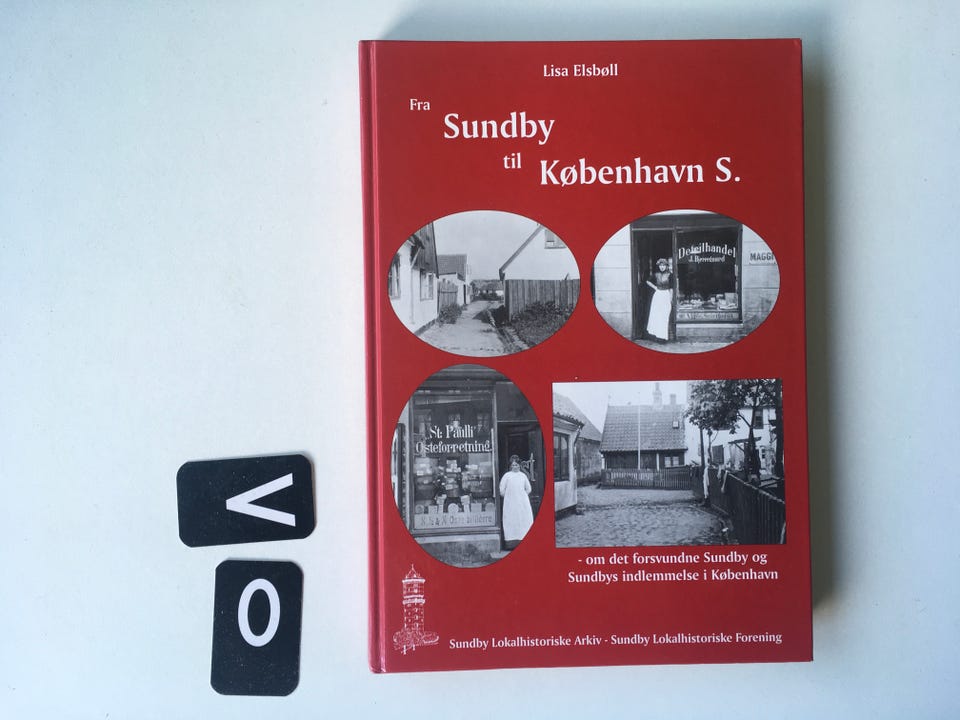 Lisa Elsbøll
Fra
Sundby
til
København S.
Detailhandel
MAGGI
St: Paulli
Osteforretning
- om det forsvundne Sundby og
Sundbys indlemmelse i København
Sundby Lokalhistoriske Arkiv - Sundby Lokalhistoriske Forening
V
O